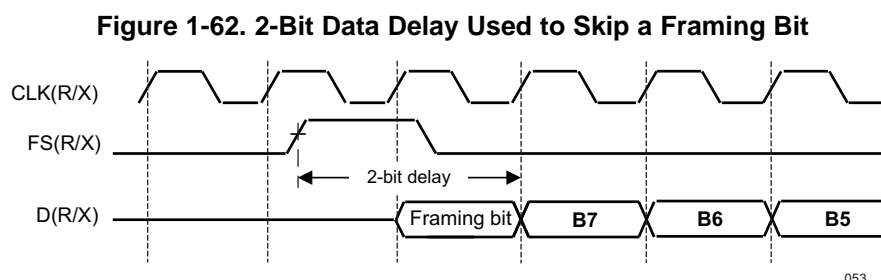 Figure 1-62. 2-Bit Data Delay Used to Skip a Framing Bit
CLK(R/X)
FS(R/X)
2-bit delay
D(R/X)
Framing bit
B7
B6
B5
053